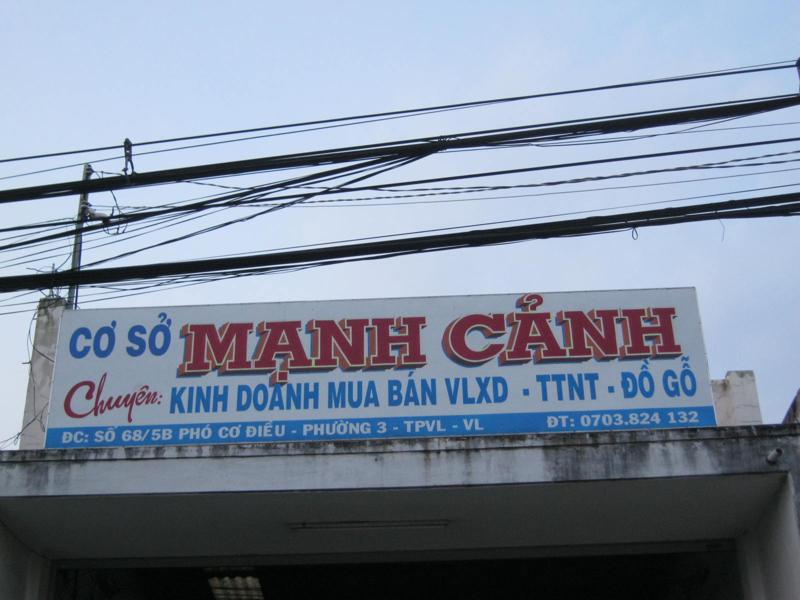 CƠ SỞ MẠNH CẢNH
Chuyên: KINH DOANH MUA BÁN VLXD - TTNT - ĐỒ GỖ
ĐC: SỐ 68/5B PHÓ CƠ ĐIỀU - PHƯỜNG 3 - TPVL - VL ĐT: 0703.824 132